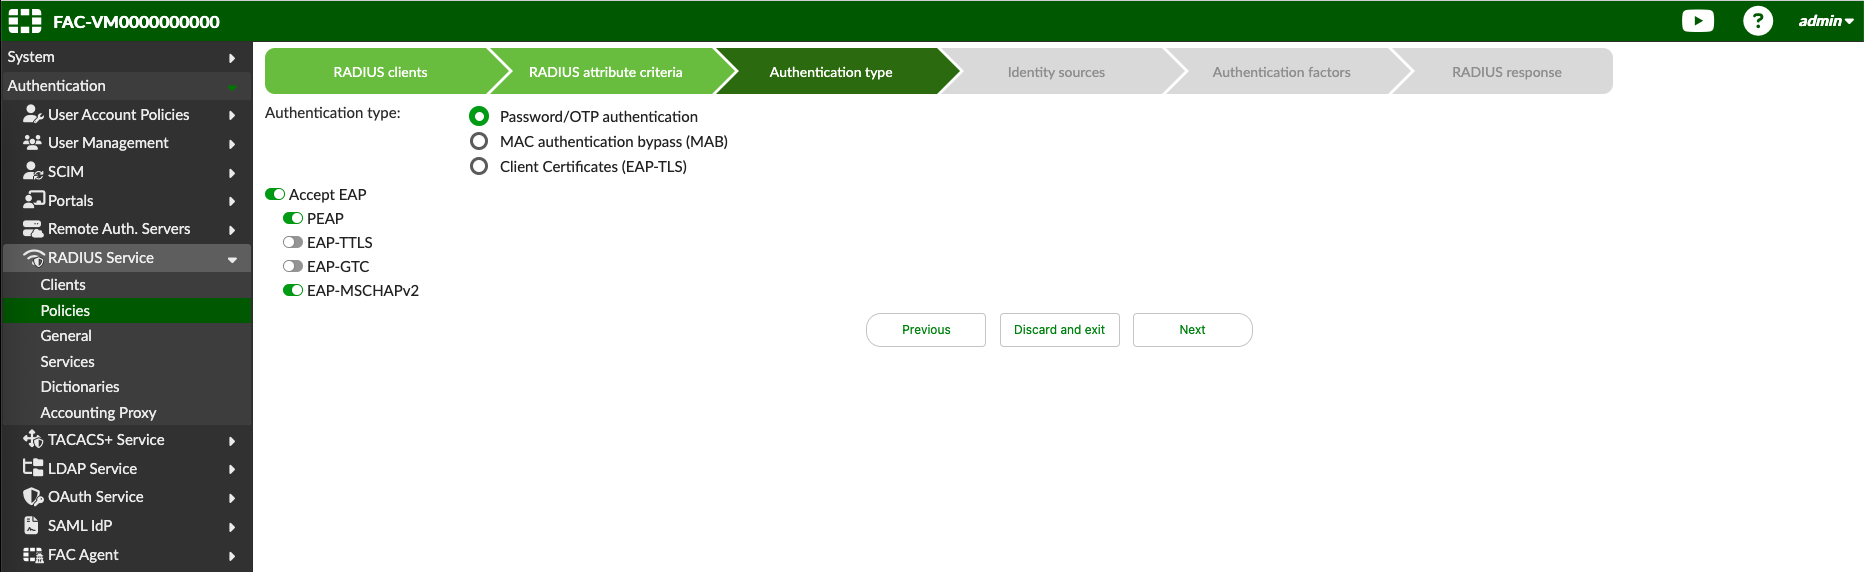 FAC-VM0000000000
admin
System
Authentication
User Account Policies
User Management
SCIM
Portals
Remote Auth. Servers
RADIUS Service
Clients
Policies
General
Services
Dictionaries
Accounting Proxy
TACACS+ Service
LDAP Service
OAuth Service
SAML IdP
FAC Agent
RADIUS clients
RADIUS attribute criteria
Authentication type
Identity sources
Authentication factors
RADIUS response
Authentication type:
Password/OTP authentication
MAC authentication bypass (MAB)
Client Certificates (EAP-TLS)
Accept EAP
PEAP
EAP-TTLS
EAP-GTC
EAP-MSCHAPv2
Previous
Discard and exit
Next